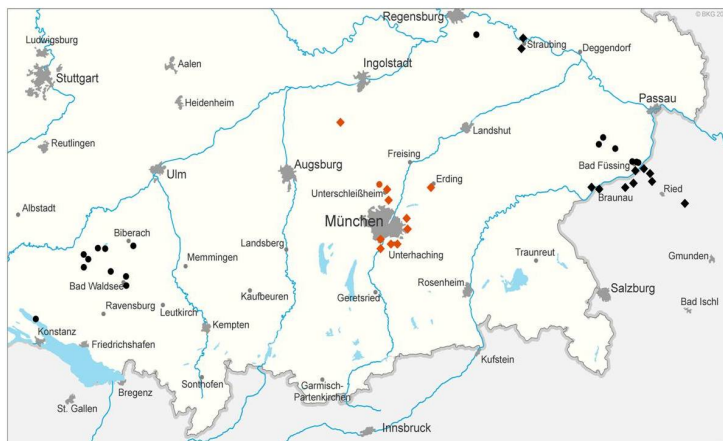 © BKG 20
Regensburg
Ludwigsburg
Straubing
Deggendorf
Stuttgart
Aalen
Ingolstadt
Heidenheim
Passau
Reutlingen
Landshut
Ulm
Augsburg
Freising
Bad Füssing
Erding
Unterschleißheim
Ried
Braunau
Albstadt
München
Biberach
Landsberg
Unterhaching
Memmingen
Traunreut
Gmunden
Bad Waldsee
Kaufbeuren
Geretsried
Rosenheim
Salzburg
Ravensburg
Leutkirch
Bad Ischl
Kempten
Konstanz
Friedrichshafen
Kufstein
Sonthofen
Garmisch-
Partenkirchen
Bregenz
St. Gallen
Innsbruck